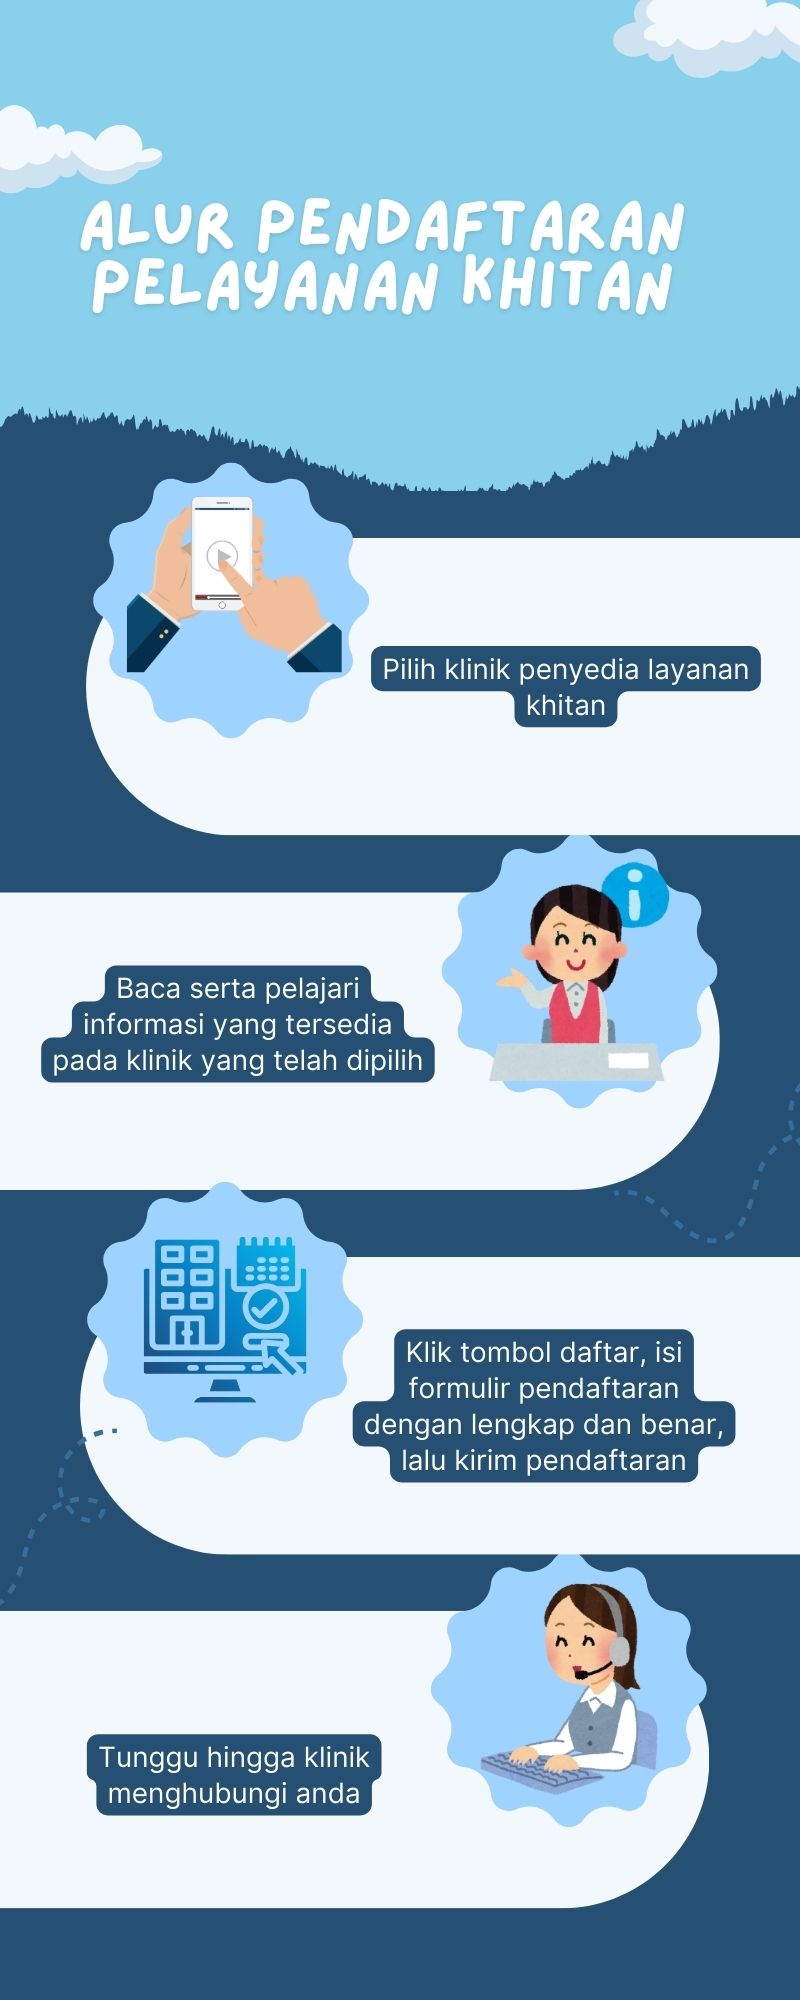 ALUR PENDAFTARAN
PELAYANAN KHITAN
Pilih klinik penyedia layanan
khitan
Baca serta pelajari
informasi yang tersedia
pada klinik yang telah dipilih
Klik tombol daftar, isi
formulir pendaftaran
dengan lengkap dan benar,
lalu kirim pendaftaran
Tunggu hingga klinik
menghubungi anda